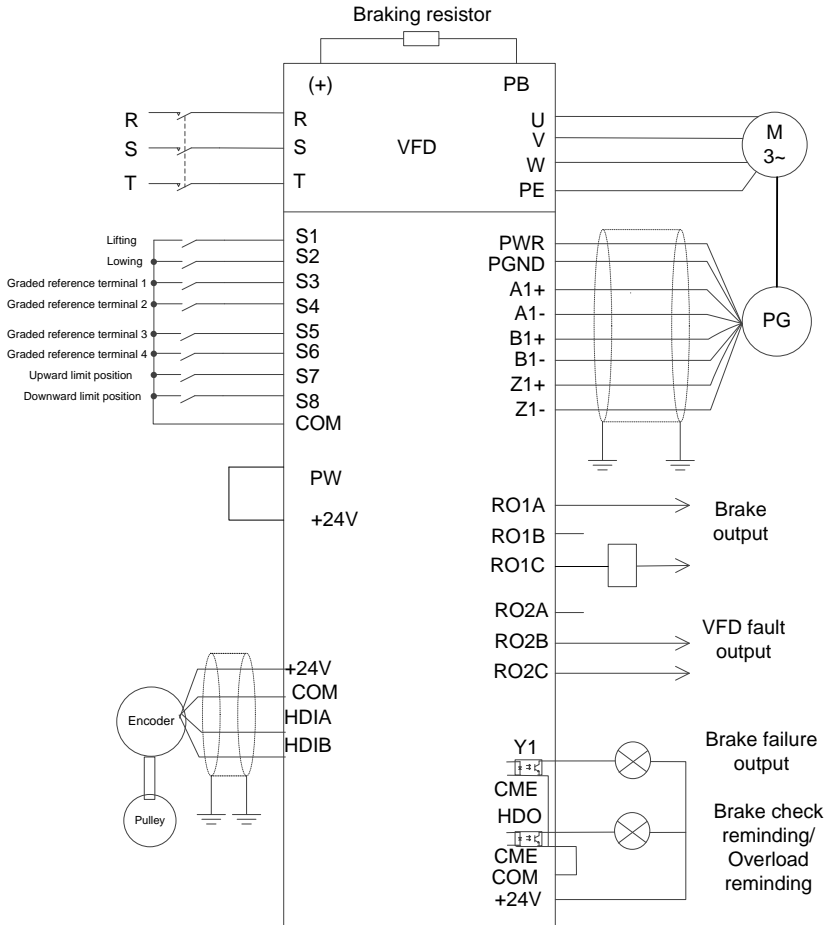 Braking resistor
(+)
PB
R
R
U
M
3~
V
S
S
VFD
W
T
T
PE
Lifting
S1
PWR
Lowing
S2
PGND
Graded reference terminal 1
S3
A1+
Graded reference terminal 2
S4
A1-
PG
Graded reference terminal 3
S5
B1+
Graded reference terminal 4
S6
B1-
Upward limit position
S7
Z1+
Downward limit position
S8
Z1-
COM
PW
+24V
RO1A
RO1B
RO1C
Brake
output
RO2A
RO2B
RO2C
VFD fault
output
+24V
COM
HDIA
HDIB
Encoder
Pulley
Y1
CME
Brake failure
output
HDO
CME
COM
+24V
Brake check
reminding/
Overload
reminding